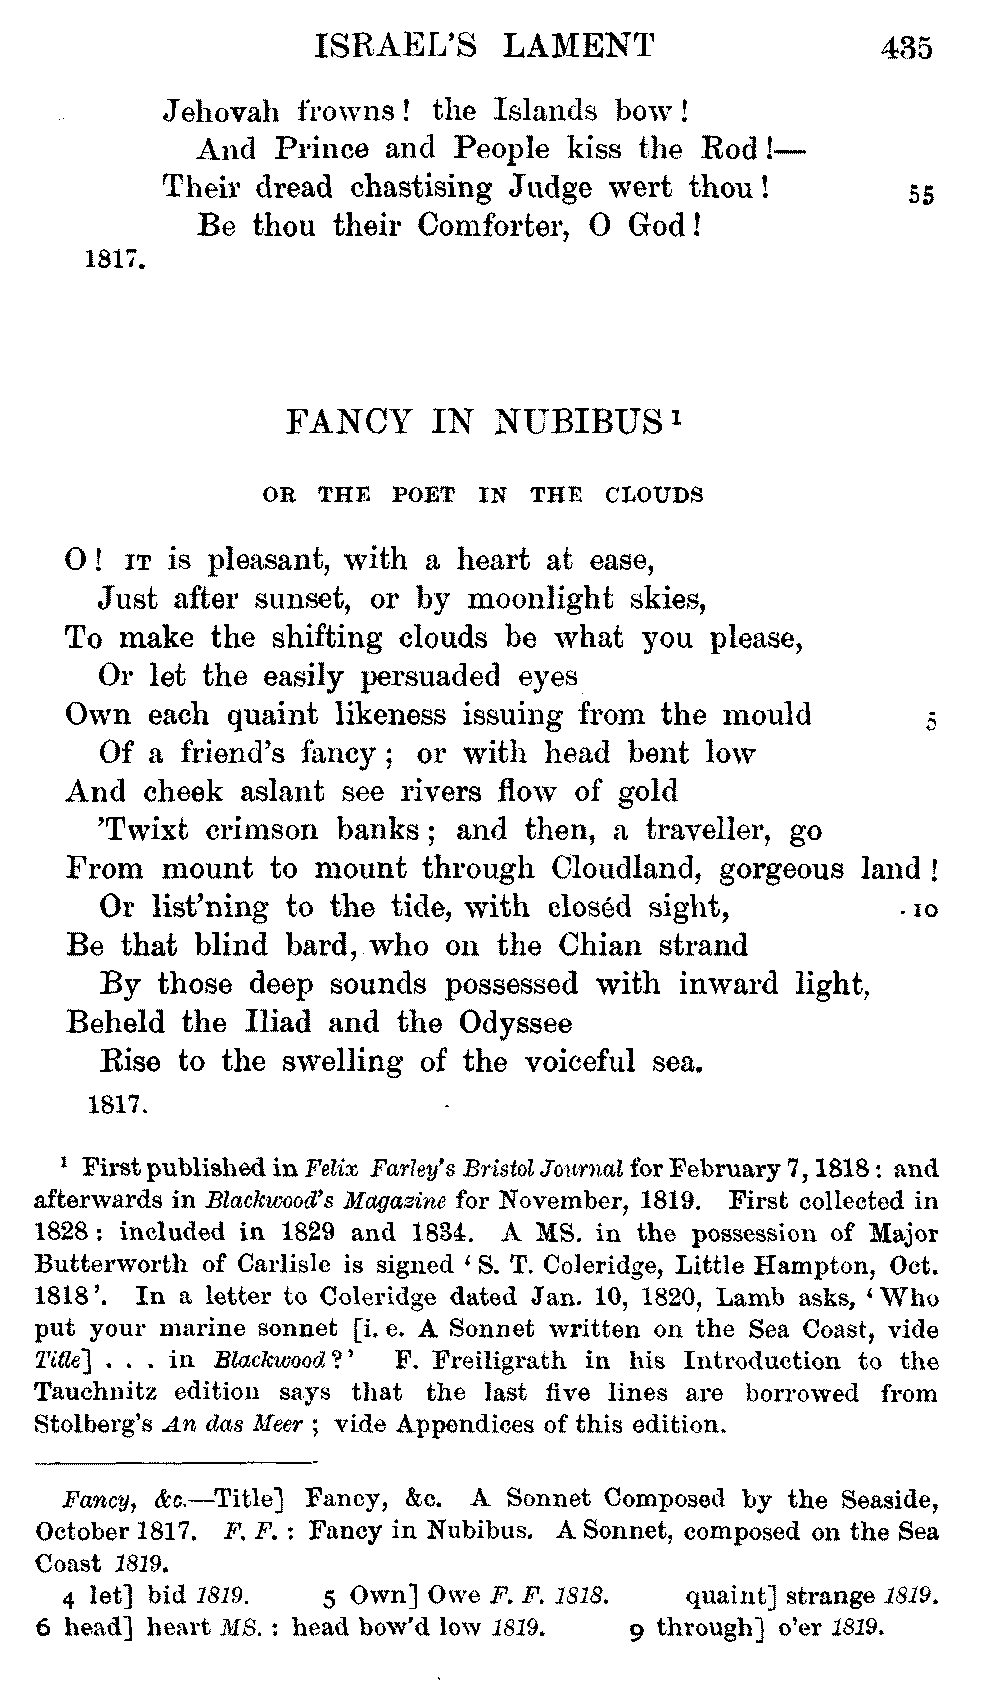 ISRAEL'S LAMENT 435
Jehovah frowns! the Islands bow!
And Prince and People kiss the Rod!—
Their dread chastising Judge wert thou! 55
Be thou their Comforter, O God!
1817.
FANCY IN NUBIBUS¹
OR THE POET IN THE CLOUDS
O! IT is pleasant, with a heart at ease,
Just after sunset, or by moonlight skies,
To make the shifting clouds be what you please,
Or let the easily persuaded eyes
Own each quaint likeness issuing from the mould 5
Of a friend's fancy; or with head bent low
And cheek aslant see rivers flow of gold
'Twixt crimson banks; and then, a traveller, go
From mount to mount through Cloudland, gorgeous land!
Or list'ning to the tide, with closéd sight, 10
Be that blind bard, who on the Chian strand
By those deep sounds possessed with inward light,
Beheld the Iliad and the Odyssee
Rise to the swelling of the voiceful sea.
1817.
¹ First published in Felix Farley's Bristol Journal for February 7, 1818: and
afterwards in Blackwood's Magazine for November, 1819. First collected in
1828: included in 1829 and 1834. A MS. in the possession of Major
Butterworth of Carlisle is signed 'S. T. Coleridge, Little Hampton, Oct.
1818'. In a letter to Coleridge dated Jan. 10, 1820, Lamb asks, 'Who
put your marine sonnet [i.e. A Sonnet written on the Sea Coast, vide
Title] . . . in Blackwood?' F. Freiligrath in his Introduction to the
Tauchnitz edition says that the last five lines are borrowed from
Stolberg's An das Meer; vide Appendices of this edition.
Fancy, &c.—Title] Fancy, &c. A Sonnet Composed by the Seaside,
October 1817. F. F.: Fancy in Nubibus. A Sonnet, composed on the Sea
Coast 1819.
4 let] bid 1819. 5 Own] Owe F. F. 1818. quaint] strange 1819.
6 head] heart MS.: head bow'd low 1819. 9 through] o'er 1819.